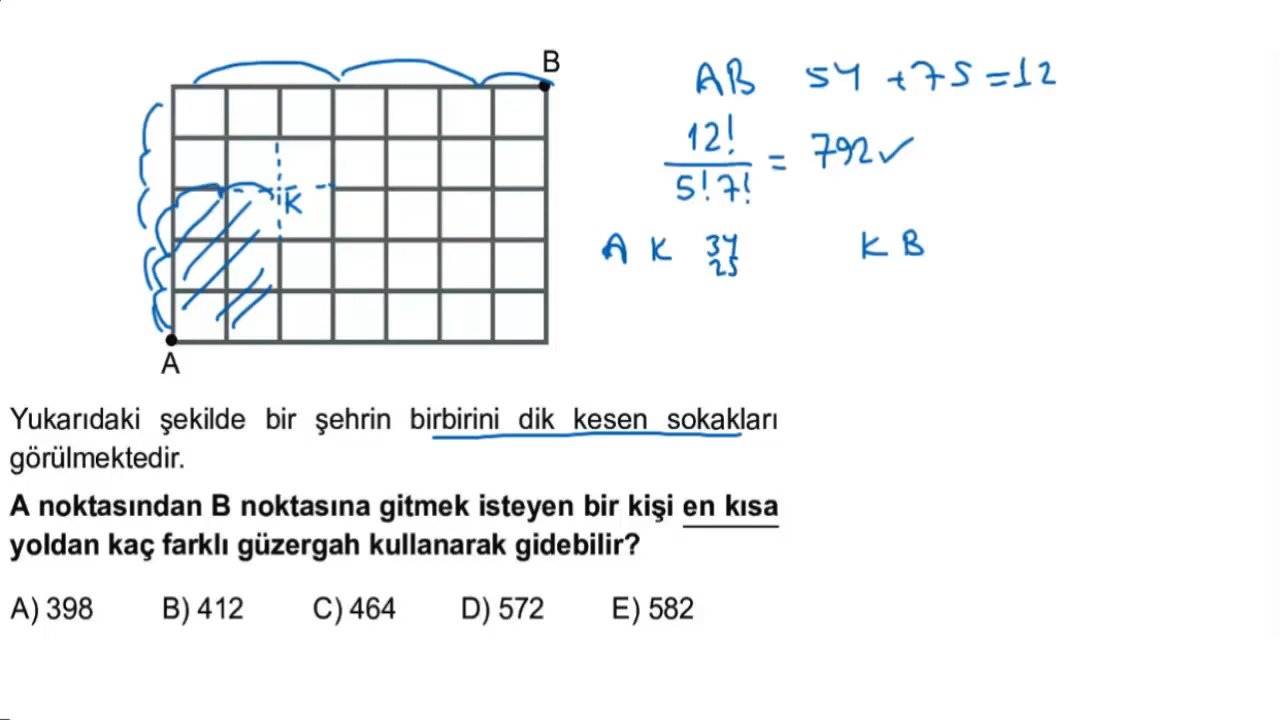 B
AB 5Y + 7S = 12
12!
5!7! = 792 ✓
K
A K 3Y
2S
K B
A
Yukarıdaki şekilde bir şehrin birbirini dik kesen sokakları
görülmektedir.
A noktasından B noktasına gitmek isteyen bir kişi en kısa
yoldan kaç farklı güzergah kullanarak gidebilir?
A) 398 B) 412 C) 464 D) 572 E) 582